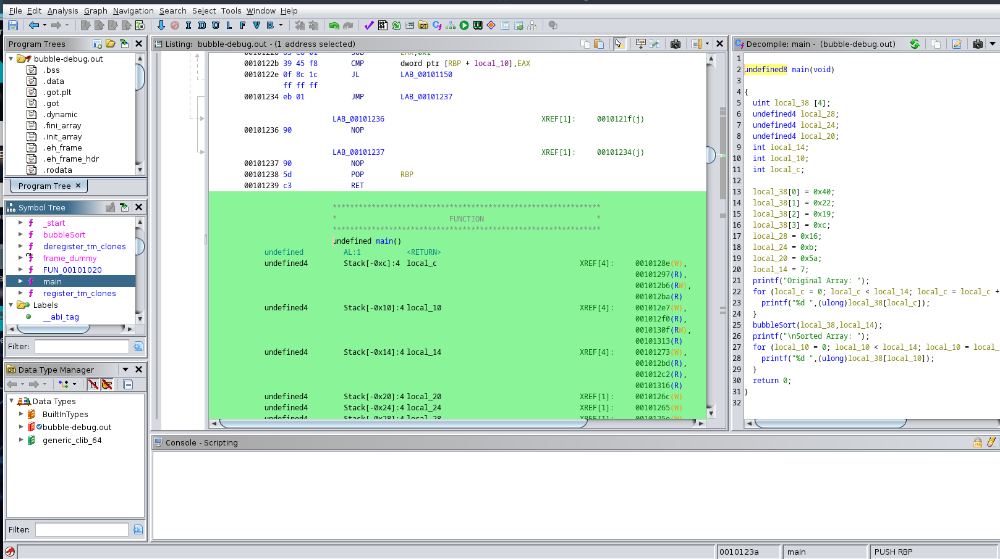 File Edit Analysis Graph Navigation Search Select Tools Window Help
I D U L F V B
Program Trees
bubble-debug.out
.bss
.data
.got.plt
.got
.dynamic
.fini_array
.init_array
.eh_frame
.eh_frame_hdr
.rodata
Program Tree ×
Symbol Tree
f _start
f bubbleSort
f deregister_tm_clones
f frame_dummy
f FUN_00101020
f main
f register_tm_clones
Labels
__abi_tag
Filter:
Data Type Manager
Data Types
BuiltInTypes
bubble-debug.out
generic_clib_64
Filter:
Listing: bubble-debug.out - (1 address selected)
0010122b 39 45 f8 CMP dword ptr [RBP + local_10],EAX
0010122e 0f 8c 1c JL LAB_00101150
ff ff ff
00101234 eb 01 JMP LAB_00101237
LAB_00101236 XREF[1]: 0010121f(j)
00101236 90 NOP
LAB_00101237 XREF[1]: 00101234(j)
00101237 90 NOP
00101238 5d POP RBP
00101239 c3 RET
**************************************************************
* FUNCTION *
**************************************************************
undefined main()
undefined AL:1 <RETURN>
undefined4 Stack[-0xc]:4 local_c XREF[4]: 0010128e(W),
00101297(R),
001012b6(RW),
001012ba(R)
undefined4 Stack[-0x10]:4 local_10 XREF[4]: 001012e7(W),
001012f0(R),
0010130f(RW),
00101313(R)
undefined4 Stack[-0x14]:4 local_14 XREF[4]: 00101273(W),
001012bd(R),
001012c2(R),
00101316(R)
undefined4 Stack[-0x20]:4 local_20 XREF[1]: 0010126c(W)
undefined4 Stack[-0x24]:4 local_24 XREF[1]: 00101265(W)
undefined4 Stack[-0x28]:4 local_28 XREF[1]: 0010125e(W)
Decompile: main - (bubble-debug.out)
1
2 undefined8 main(void)
3
4 {
5 uint local_38 [4];
6 undefined4 local_28;
7 undefined4 local_24;
8 undefined4 local_20;
9 int local_14;
10 int local_10;
11 int local_c;
12
13 local_38[0] = 0x40;
14 local_38[1] = 0x22;
15 local_38[2] = 0x19;
16 local_38[3] = 0xc;
17 local_28 = 0x16;
18 local_24 = 0xb;
19 local_20 = 0x5a;
20 local_14 = 7;
21 printf("Original Array: ");
22 for (local_c = 0; local_c < local_14; local_c = local_c +
23 printf("%d ",(ulong)local_38[local_c]);
24 }
25 bubbleSort(local_38,local_14);
26 printf("\nSorted Array: ");
27 for (local_10 = 0; local_10 < local_14; local_10 = local_
28 printf("%d ",(ulong)local_38[local_10]);
29 }
30 return 0;
31 }
32
Console - Scripting
0010123a main PUSH RBP